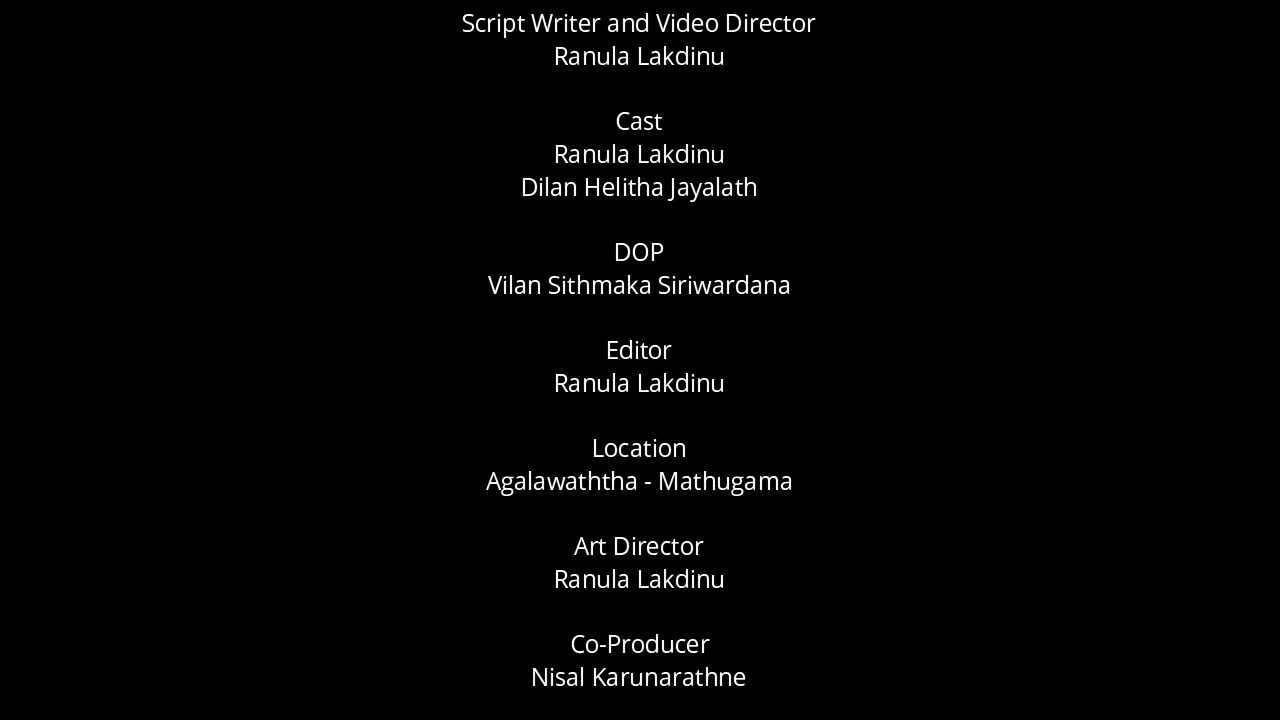 Script Writer and Video Director
Ranula Lakdinu
Cast
Ranula Lakdinu
Dilan Helitha Jayalath
DOP
Vilan Sithmaka Siriwardana
Editor
Ranula Lakdinu
Location
Agalawaththa - Mathugama
Art Director
Ranula Lakdinu
Co-Producer
Nisal Karunarathne